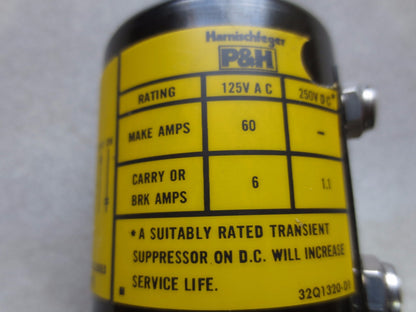 Harnischfeger
P&H
RATING 125V A C 250V D C*
MAKE AMPS 60 –
CARRY OR
BRK AMPS 6 1.1
* A SUITABLY RATED TRANSIENT
SUPPRESSOR ON D.C. WILL INCREASE
SERVICE LIFE.
32Q1320-D1